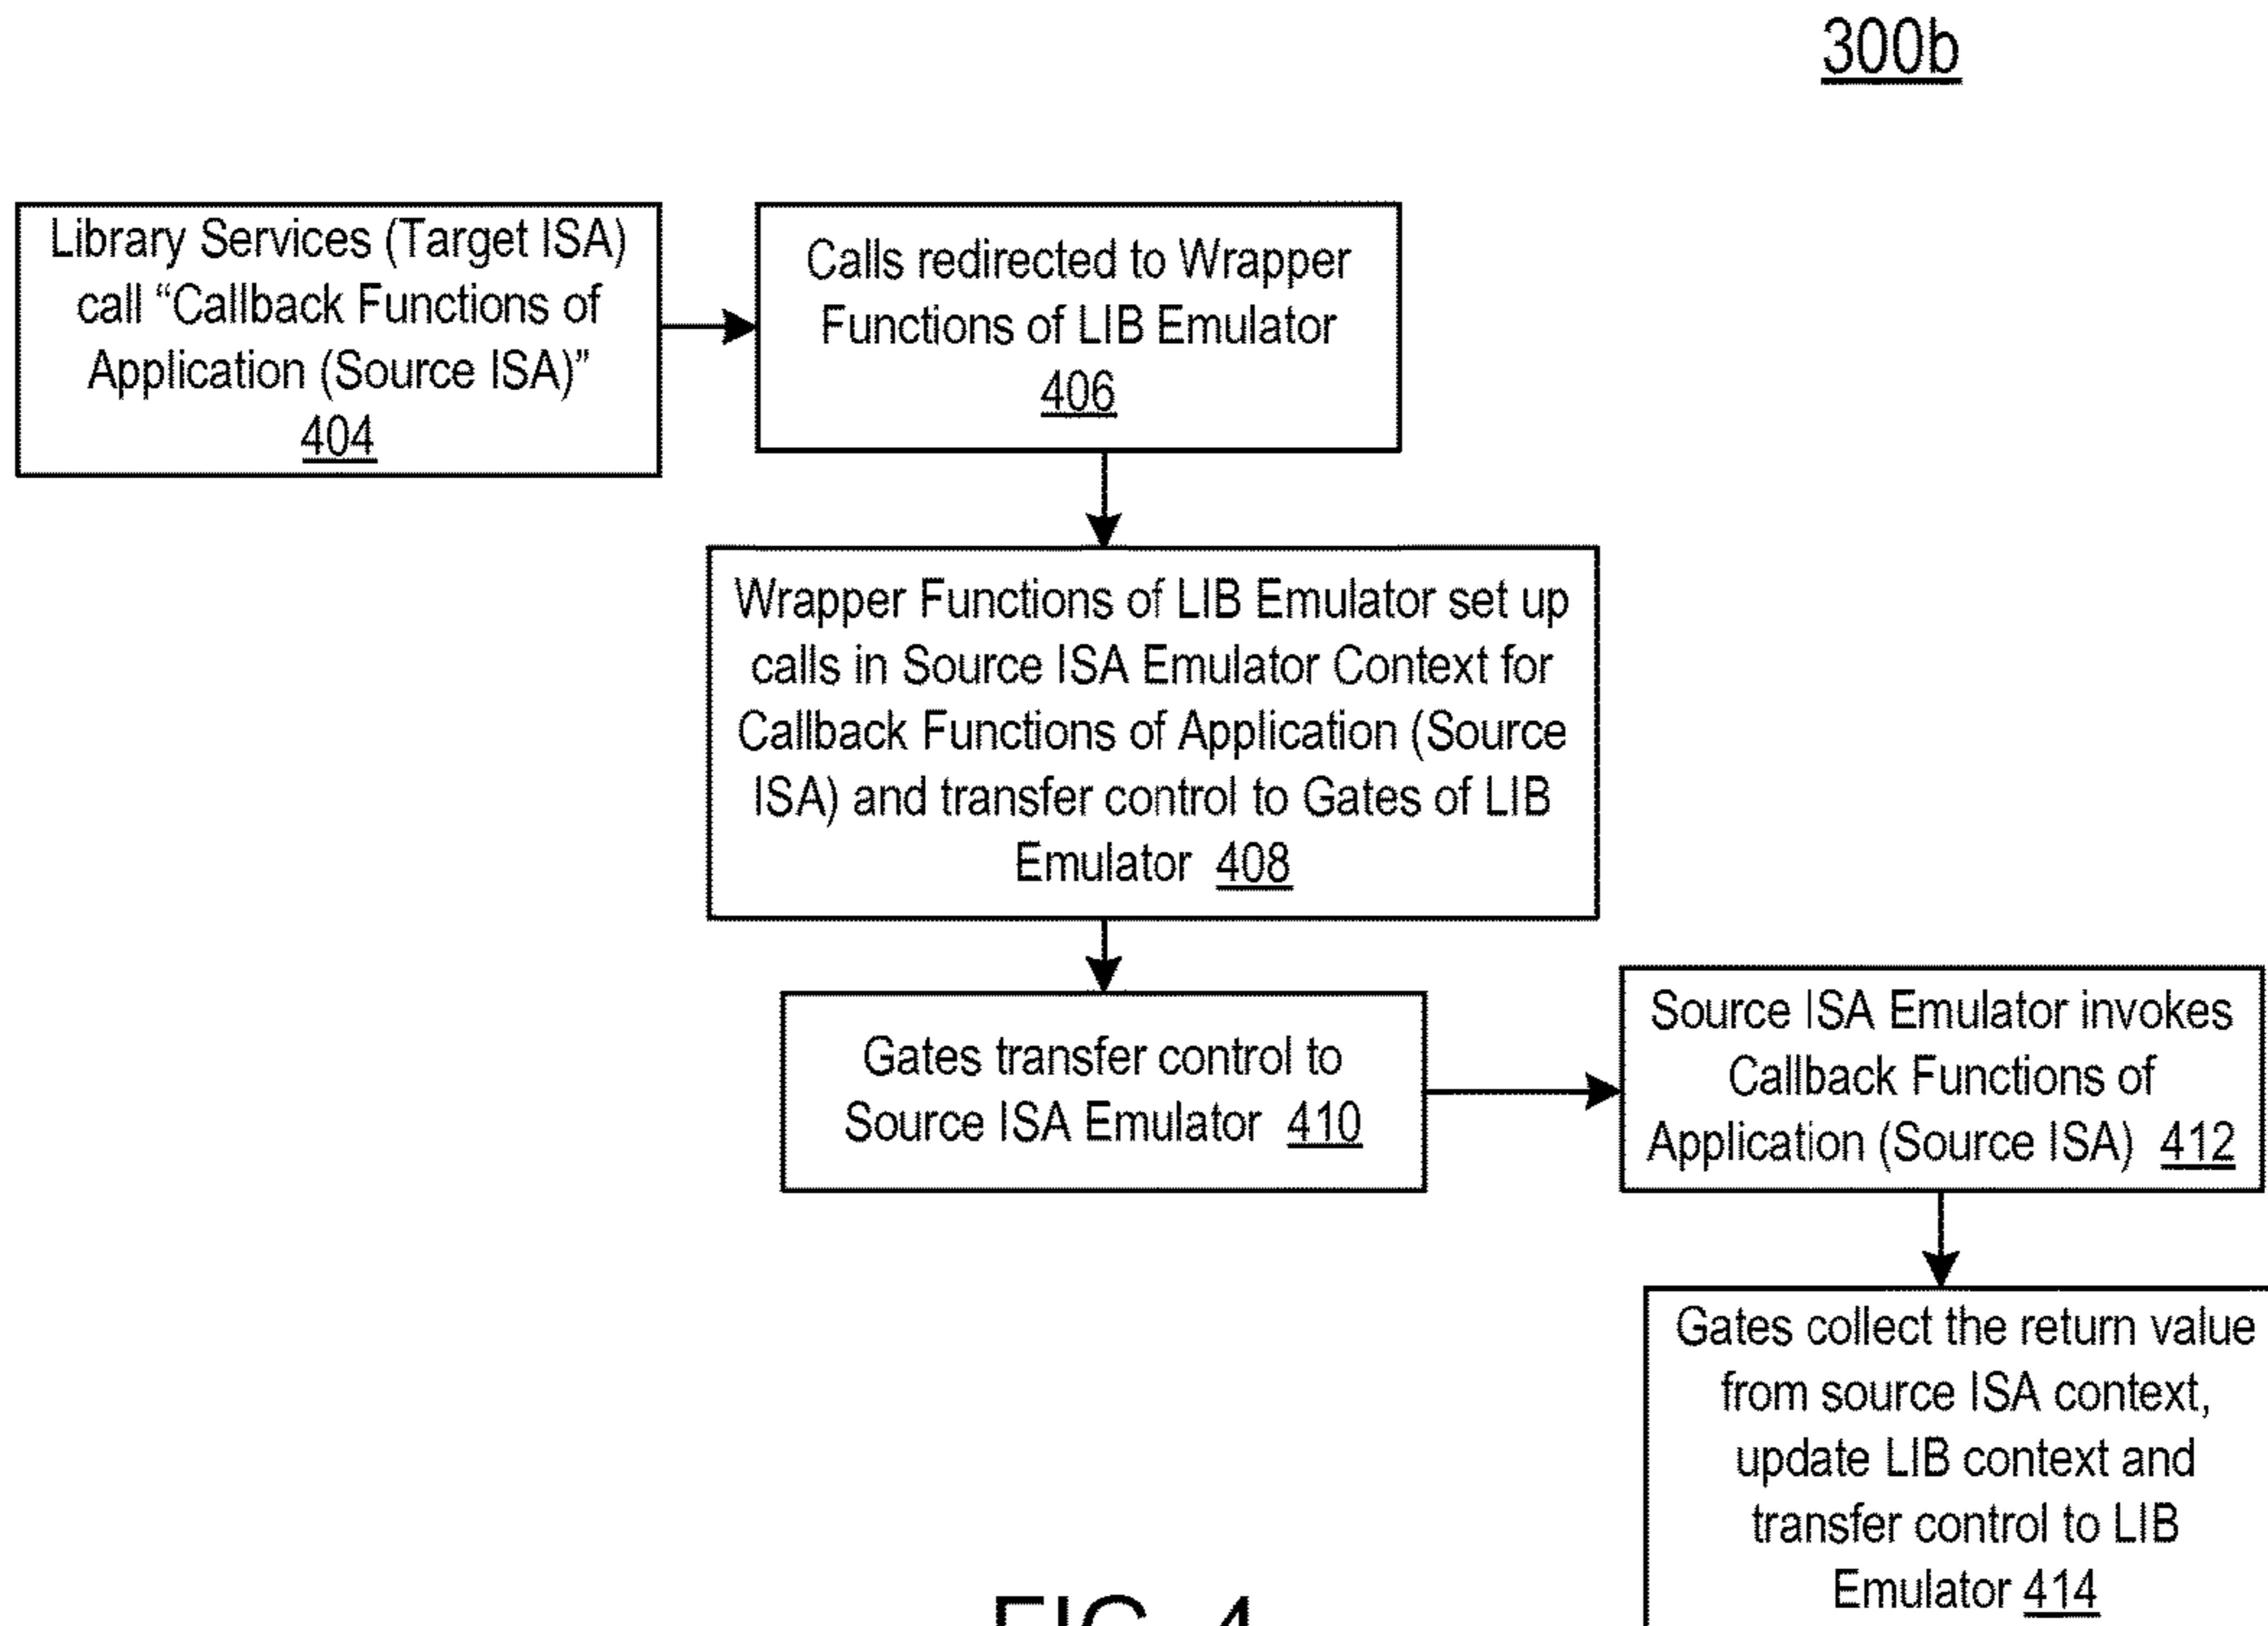 300b
Library Services (Target ISA)
call “Callback Functions of
Application (Source ISA)”
404
Calls redirected to Wrapper
Functions of LIB Emulator
406
Wrapper Functions of LIB Emulator set up
calls in Source ISA Emulator Context for
Callback Functions of Application (Source
ISA) and transfer control to Gates of LIB
Emulator 408
Gates transfer control to
Source ISA Emulator 410
Source ISA Emulator invokes
Callback Functions of
Application (Source ISA) 412
Gates collect the return value
from source ISA context,
update LIB context and
transfer control to LIB
Emulator 414
FIG. 4